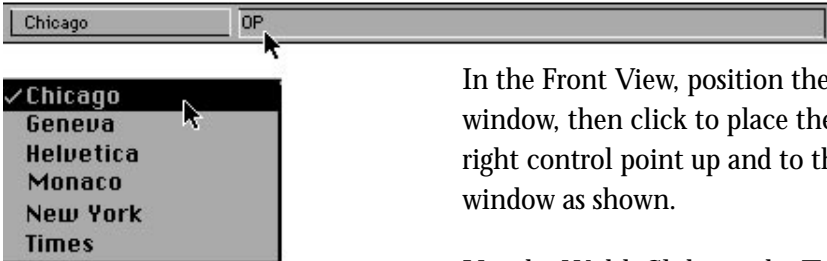 Chicago OP
✓Chicago
Geneva
Helvetica
Monaco
New York
Times
In the Front View, position the
window, then click to place the
right control point up and to th
window as shown.